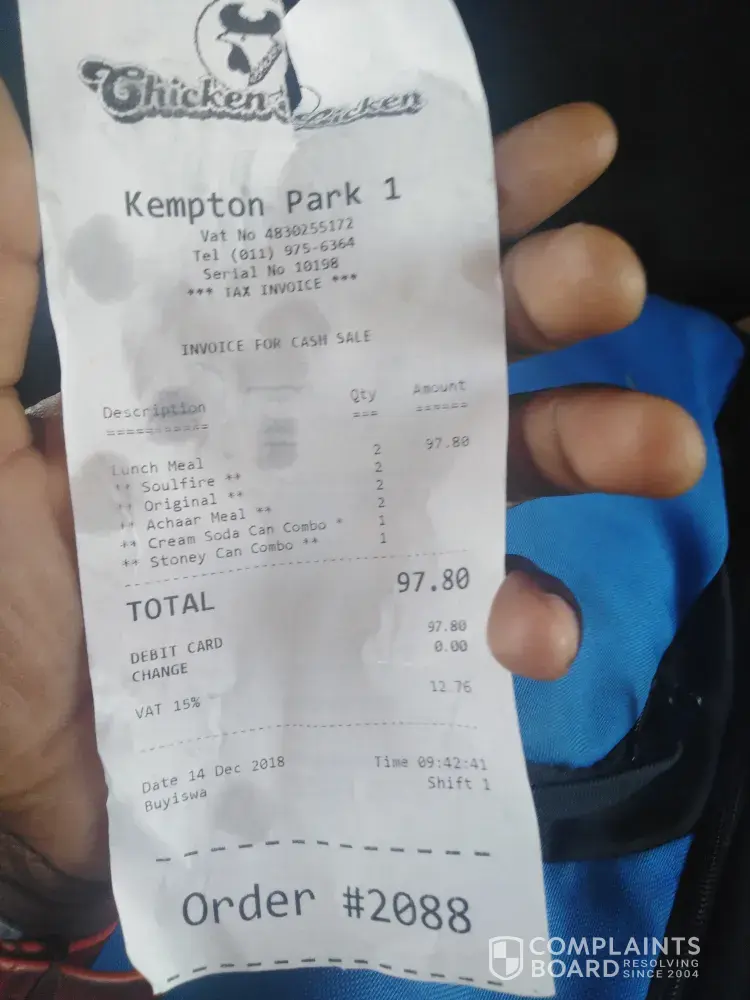 Chicken Licken
Kempton Park 1
Vat No 4830255172
Tel (011) 975-6364
Serial No 10198
*** TAX INVOICE ***
INVOICE FOR CASH SALE
Description Qty Amount
=========== === ======
Lunch Meal 2 97.80
** Soulfire ** 2
** Original ** 2
** Achaar Meal ** 2
** Cream Soda Can Combo * 1
** Stoney Can Combo ** 1
TOTAL 97.80
DEBIT CARD 97.80
CHANGE 0.00
VAT 15% 12.76
Date 14 Dec 2018 Time 09:42:41
Buyiswa Shift 1
Order #2088
COMPLAINTS
BOARD RESOLVING
SINCE 2004